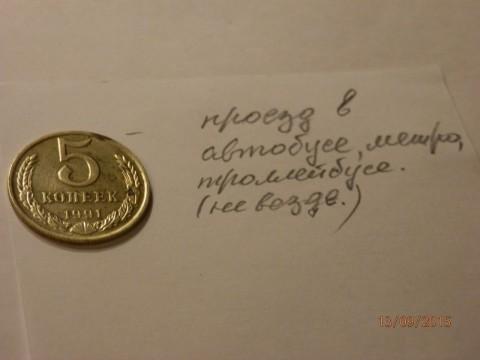 5
КОПЕЕК
1991
проезд в
автобусе, метро,
троллейбусе.
(не везде.)
13/09/2015